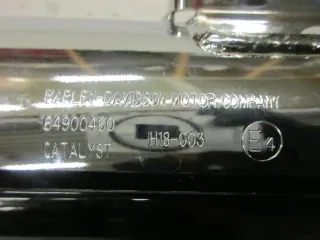 HARLEY-DAVIDSON MOTOR COMPANY
64900460
CATALYST H18-003 E4